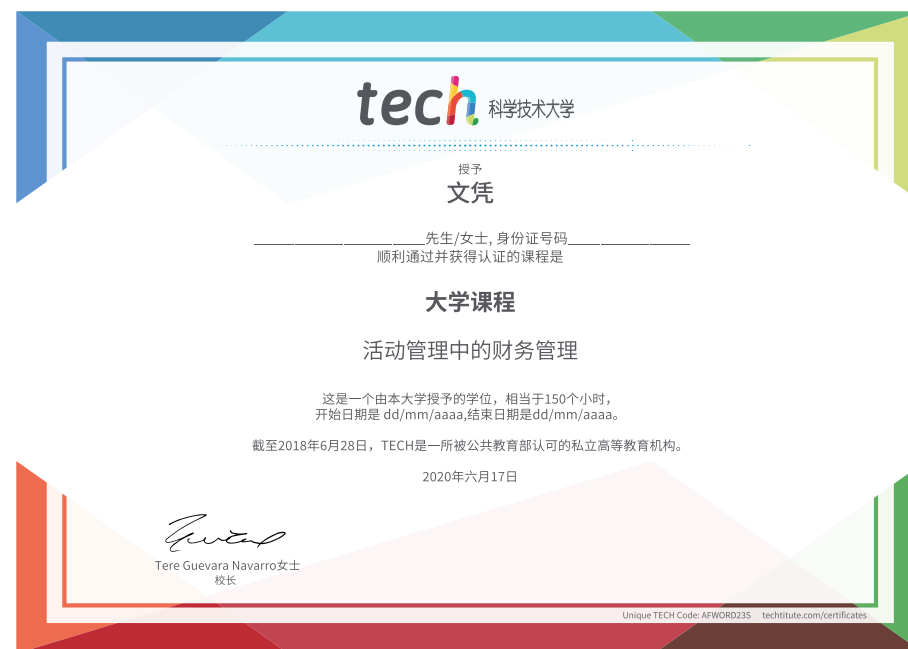 tech 科学技术大学
授予
文凭
________________________先生/女士, 身份证号码_________________
顺利通过并获得认证的课程是
大学课程
活动管理中的财务管理
这是一个由本大学授予的学位，相当于150个小时，
开始日期是 dd/mm/aaaa,结束日期是dd/mm/aaaa。
截至2018年6月28日，TECH是一所被公共教育部认可的私立高等教育机构。
2020年六月17日
Tere Guevara Navarro女士
校长
Unique TECH Code: AFWORD23S techtitute.com/certificates